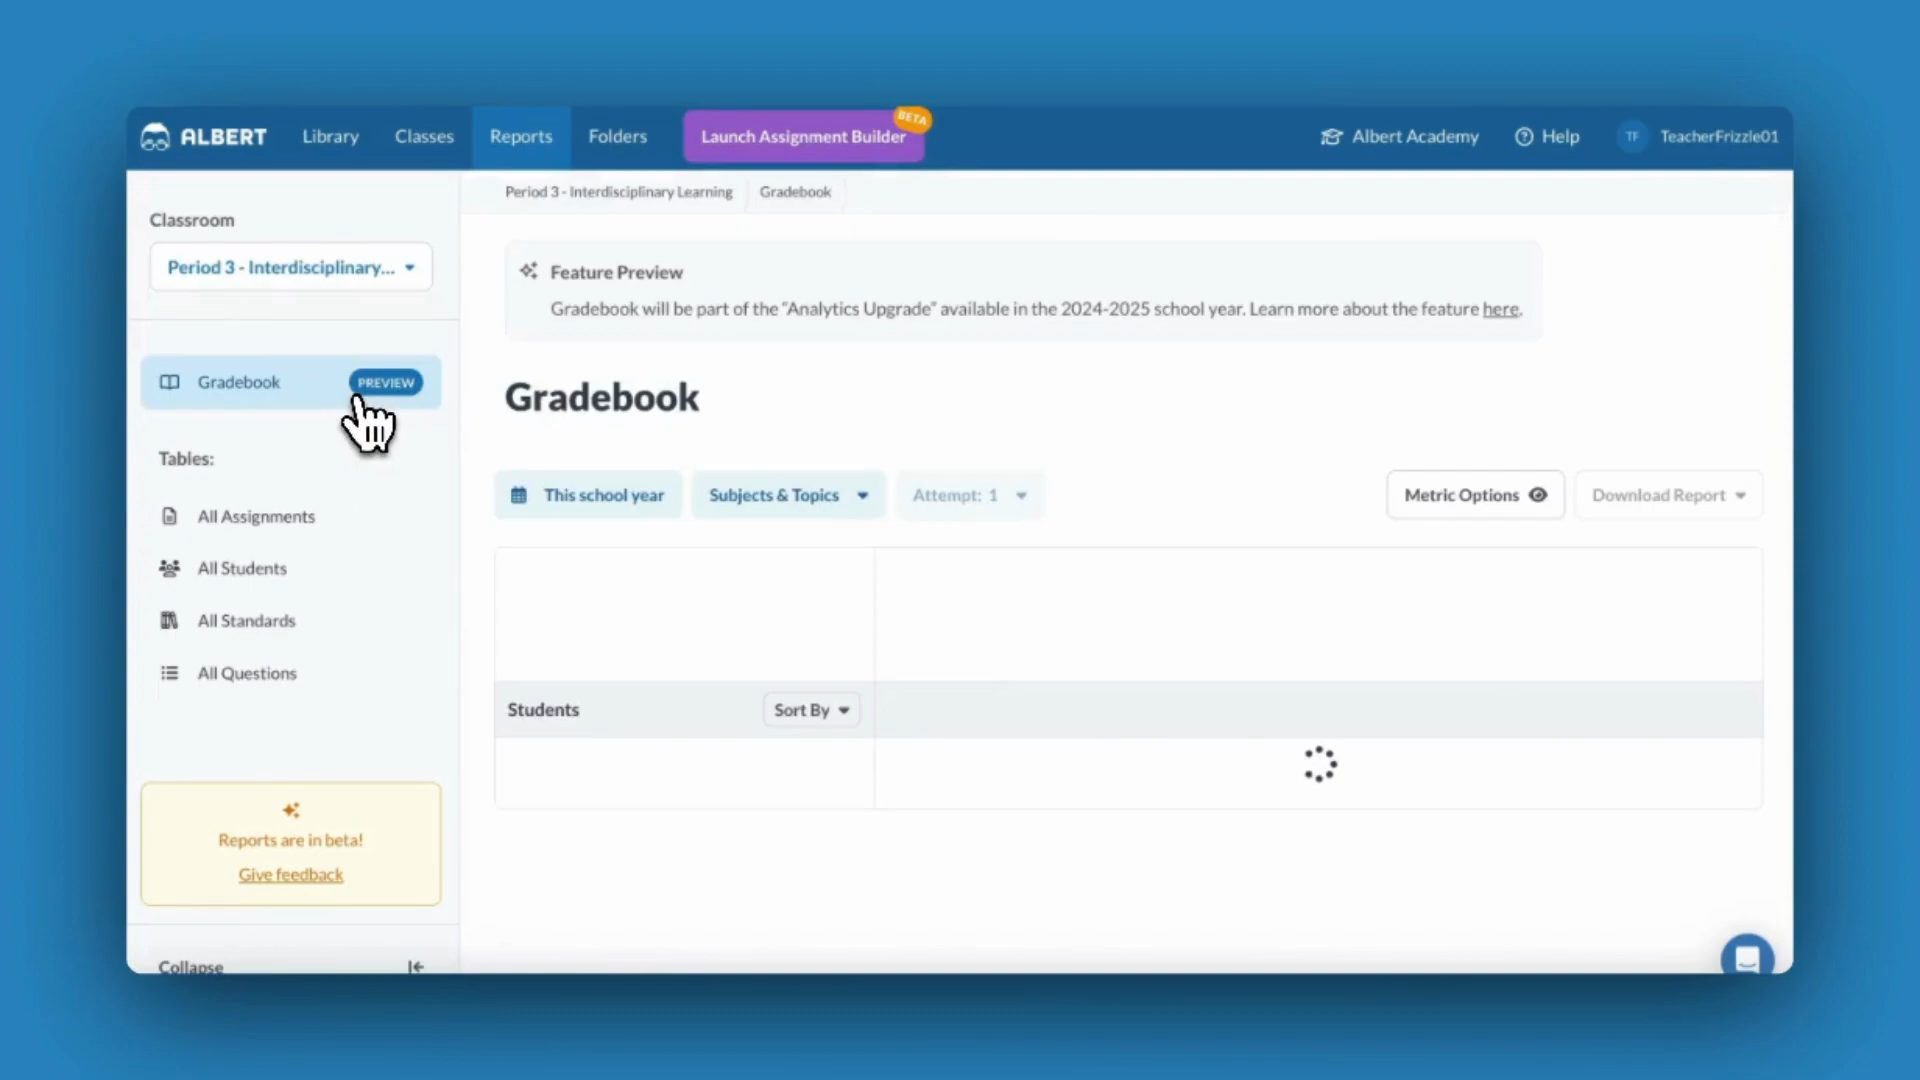 ALBERT
Library
Classes
Reports
Folders
Launch Assignment Builder
BETA
Albert Academy
Help
TF
TeacherFrizzle01
Classroom
Period 3 - Interdisciplinary...
Gradebook
PREVIEW
Tables:
All Assignments
All Students
All Standards
All Questions
Reports are in beta!
Give feedback
Collapse
Period 3 - Interdisciplinary Learning
Gradebook
Feature Preview
Gradebook will be part of the “Analytics Upgrade” available in the 2024-2025 school year. Learn more about the feature here.
Gradebook
This school year
Subjects & Topics
Attempt: 1
Metric Options
Download Report
Students
Sort By